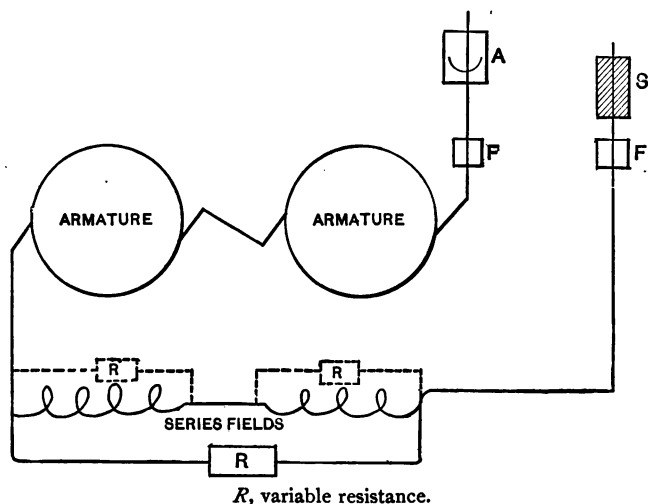 A
S
F
F
ARMATURE
ARMATURE
R
R
SERIES FIELDS
R
R, variable resistance.